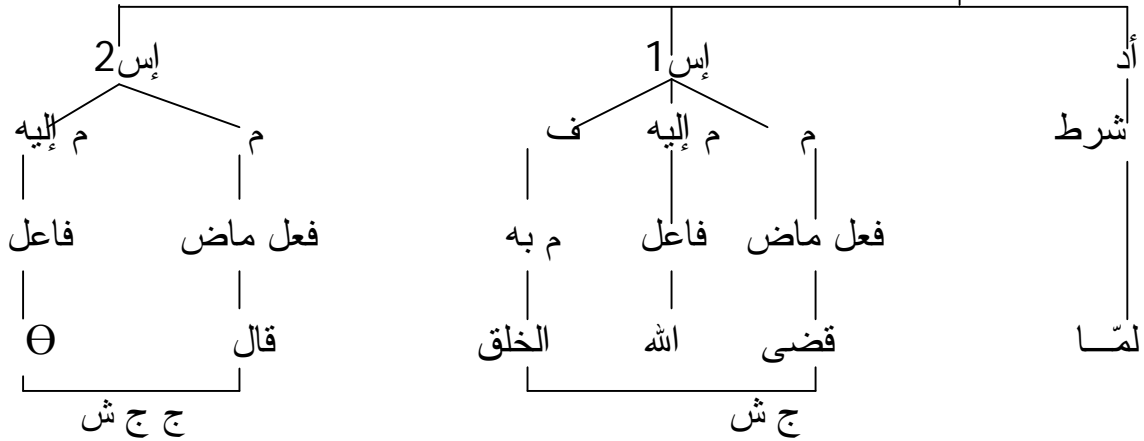 أد إس1 إس2
شرط م م إليه ف م م إليه
فعل ماض فاعل م به فعل ماض فاعل
لمّـــا قضى الله الخلق قال Ө
ج ش ج ج ش